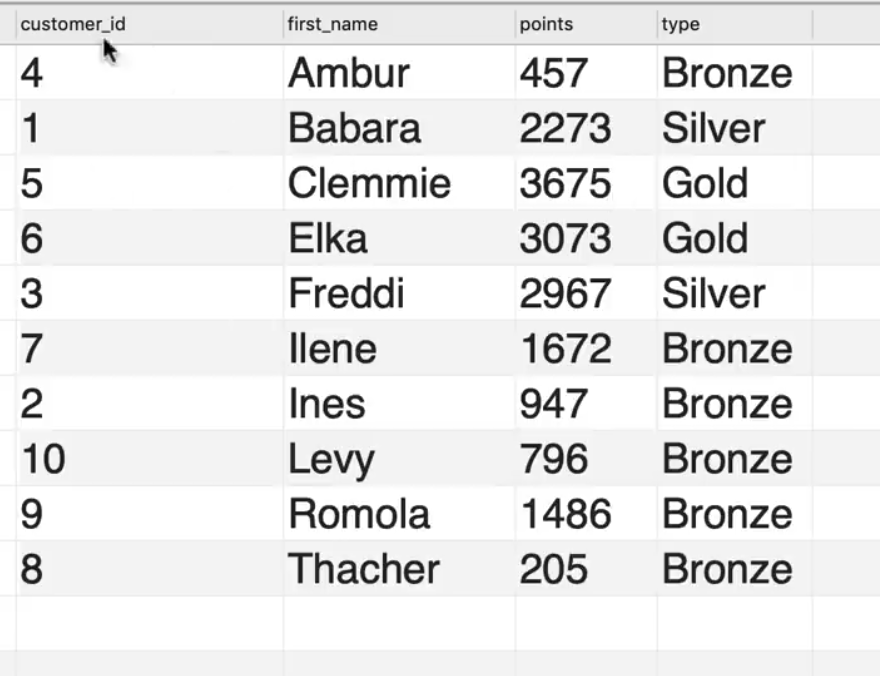 customer_id first_name points type
4 Ambur 457 Bronze
1 Babara 2273 Silver
5 Clemmie 3675 Gold
6 Elka 3073 Gold
3 Freddi 2967 Silver
7 Ilene 1672 Bronze
2 Ines 947 Bronze
10 Levy 796 Bronze
9 Romola 1486 Bronze
8 Thacher 205 Bronze